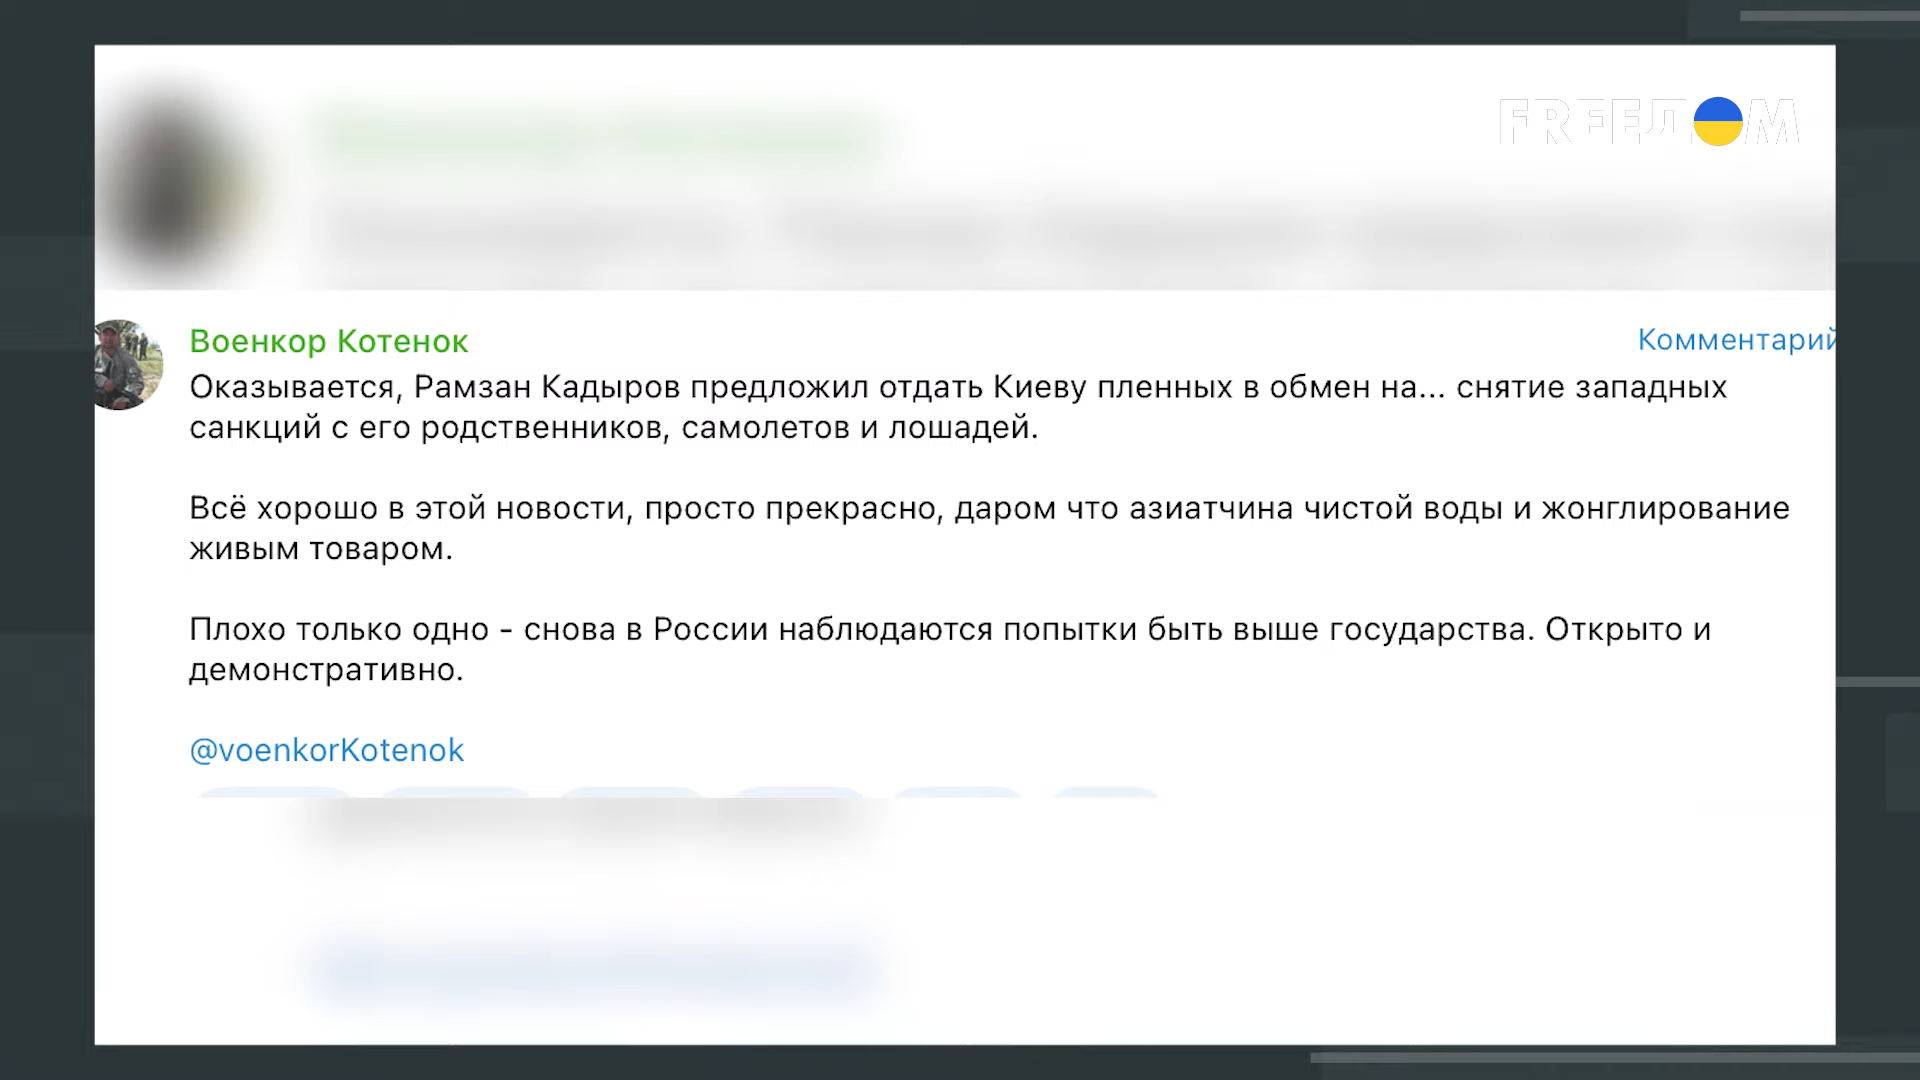 FREEДOM
Военкор Котенок
Комментарий
Оказывается, Рамзан Кадыров предложил отдать Киеву пленных в обмен на... снятие западных
санкций с его родственников, самолетов и лошадей.
Всё хорошо в этой новости, просто прекрасно, даром что азиатчина чистой воды и жонглирование
живым товаром.
Плохо только одно - снова в России наблюдаются попытки быть выше государства. Открыто и
демонстративно.
@voenkorKotenok